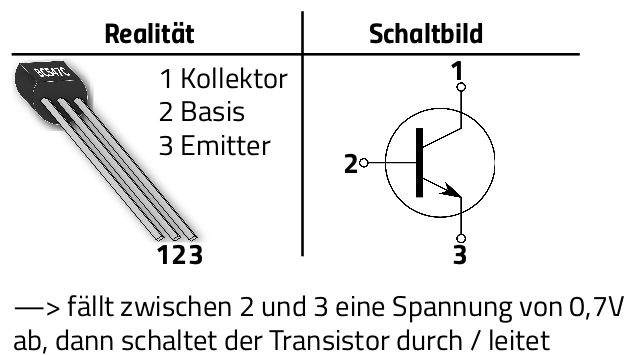 Realität
Schaltbild
BC547C
1 Kollektor
2 Basis
3 Emitter
123
1
2
3
—> fällt zwischen 2 und 3 eine Spannung von 0,7V
ab, dann schaltet der Transistor durch / leitet